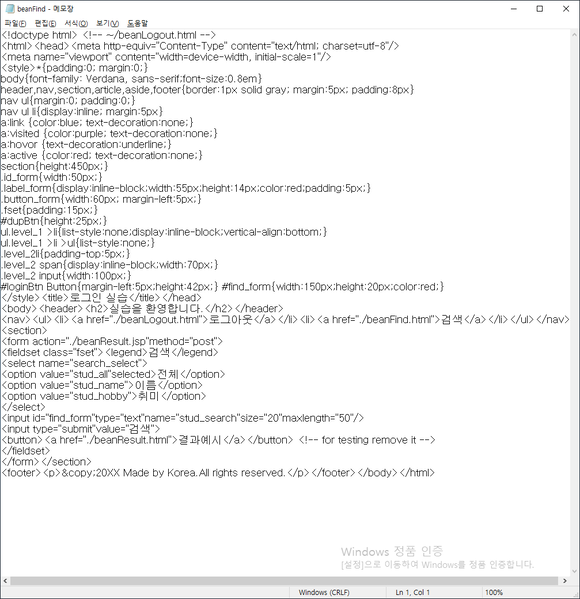 beanFind - 메모장
파일(F) 편집(E) 서식(O) 보기(V) 도움말
<!doctype html> <!-- ~/beanLogout.html -->
<html><head><meta http-equiv="Content-Type" content="text/html; charset=utf-8"/>
<meta name="viewport" content="width=device-width, initial-scale=1"/>
<style>*{padding:0; margin:0;}
body{font-family: Verdana, sans-serif;font-size:0.8em}
header,nav,section,article,aside,footer{border:1px solid gray; margin:5px; padding:8px}
nav ul{margin:0; padding:0;}
nav ul li{display:inline; margin:5px}
a:link {color:blue; text-decoration:none;}
a:visited {color:purple; text-decoration:none;}
a:hovor {text-decoration:underline;}
a:active {color:red; text-decoration:none;}
section{height:450px;}
.id_form{width:50px;}
.label_form{display:inline-block;width:55px;height:14px;color:red;padding:5px;}
.button_form{width:60px; margin-left:5px;}
.fset{padding:15px;}
#dupBtn{height:25px;}
ul.level_1 >li{list-style:none;display:inline-block;vertical-align:bottom;}
ul.level_1 >li >ul{list-style:none;}
.level_2li{padding-top:5px;}
.level_2 span{display:inline-block;width:70px;}
.level_2 input{width:100px;}
#loginBtn Button{margin-left:5px;height:42px;} #find_form{width:150px;height:20px;color:red;}
</style><title>로그인 실습</title></head>
<body><header><h2>실습을 환영합니다.</h2></header>
<nav><ul><li><a href="./beanLogout.html">로그아웃</a></li><li><a href="./beanFind.html">검색</a></li></ul></nav>
<section>
<form action="./beanResult.jsp"method="post">
<fieldset class="fset"><legend>검색</legend>
<select name="search_select">
<option value="stud_all"selected>전체</option>
<option value="stud_name">이름</option>
<option value="stud_hobby">취미</option>
</select>
<input id="find_form"type="text"name="stud_search"size="20"maxlength="50"/>
<input type="submit"value="검색">
<button><a href="./beanResult.html">결과예시</a></button> <!-- for testing remove it -->
</fieldset>
</form></section>
<footer><p>&copy;20XX Made by Korea.All rights reserved.</p></footer></body></html>
Windows 정품 인증
[설정]으로 이동하여 Windows를 정품 인증합니다.
Windows (CRLF) Ln 1, Col 1 100%